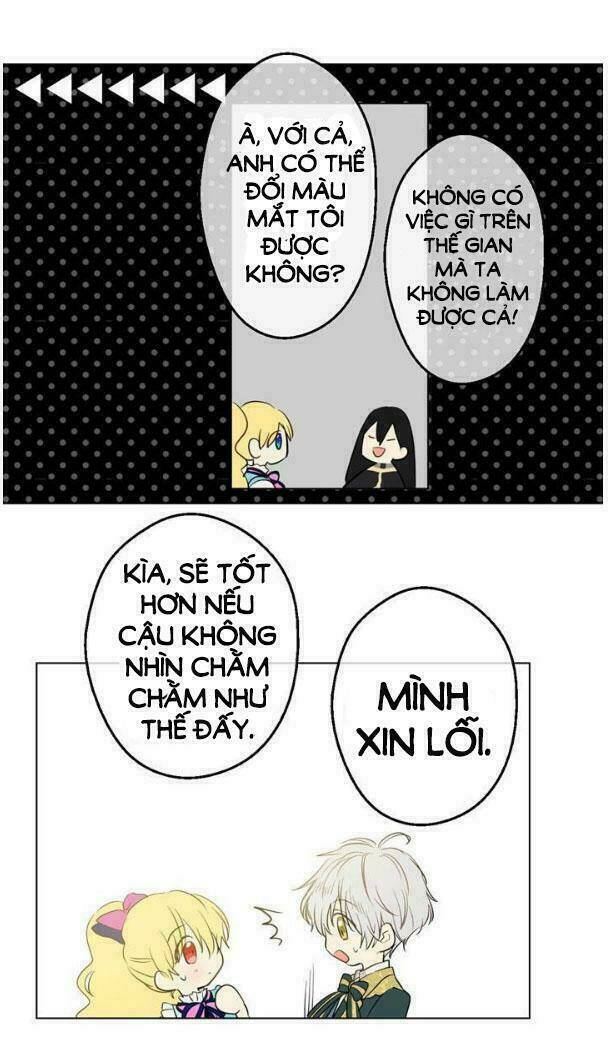 À, VỚI CẢ,
ANH CÓ THỂ
ĐỔI MÀU
MẮT TÔI
ĐƯỢC
KHÔNG?
KHÔNG CÓ
VIỆC GÌ TRÊN
THẾ GIAN
MÀ TA
KHÔNG LÀM
ĐƯỢC CẢ!
KÌA, SẼ TỐT
HƠN NẾU
CẬU KHÔNG
NHÌN CHẰM
CHẰM NHƯ
THẾ ĐẤY.
MÌNH
XIN LỖI.